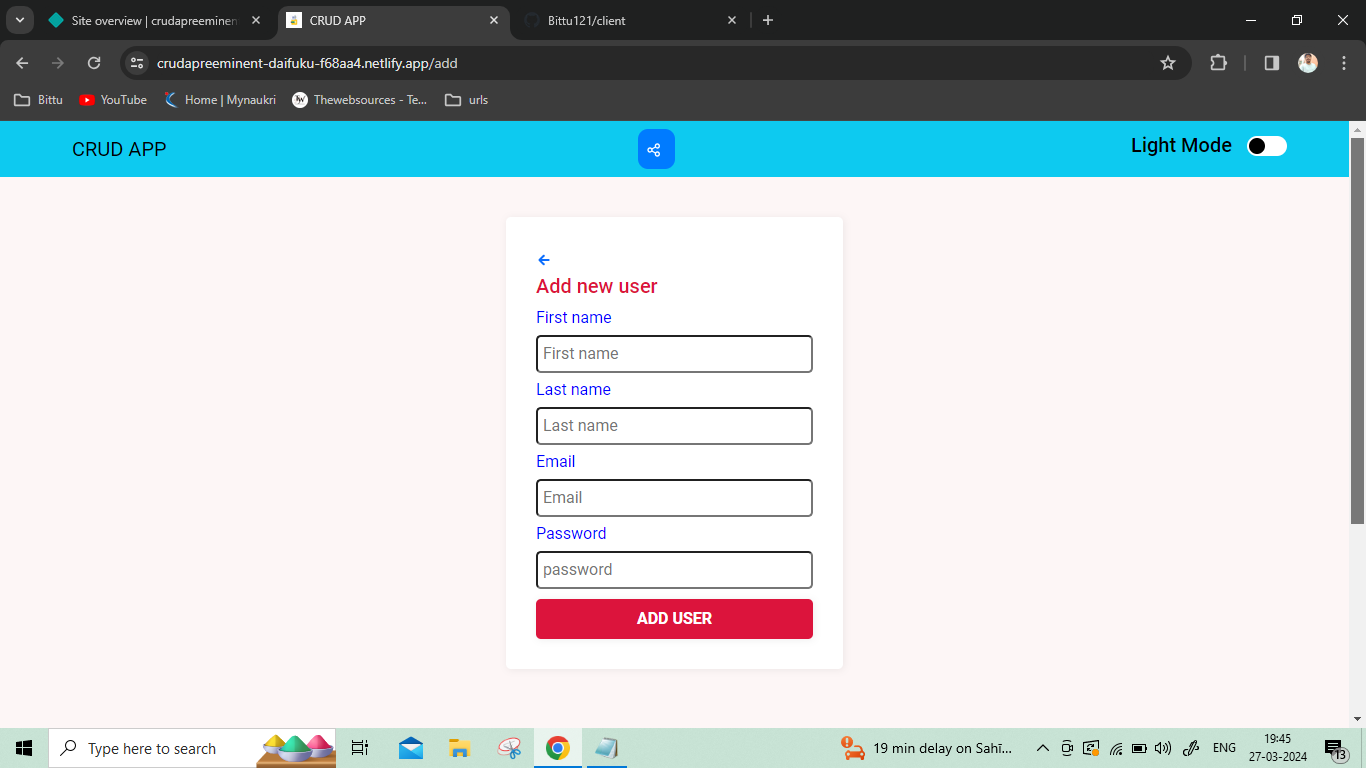 Site overview | crudapreeminen
CRUD APP
Bittu121/client
crudapreeminent-daifuku-f68aa4.netlify.app/add
Bittu
YouTube
Home | Mynaukri
Thewebsources - Te...
urls
CRUD APP
Light Mode
Add new user
First name
First name
Last name
Last name
Email
Email
Password
password
ADD USER
Type here to search
19 min delay on Sahi...
ENG
19:45
27-03-2024
13